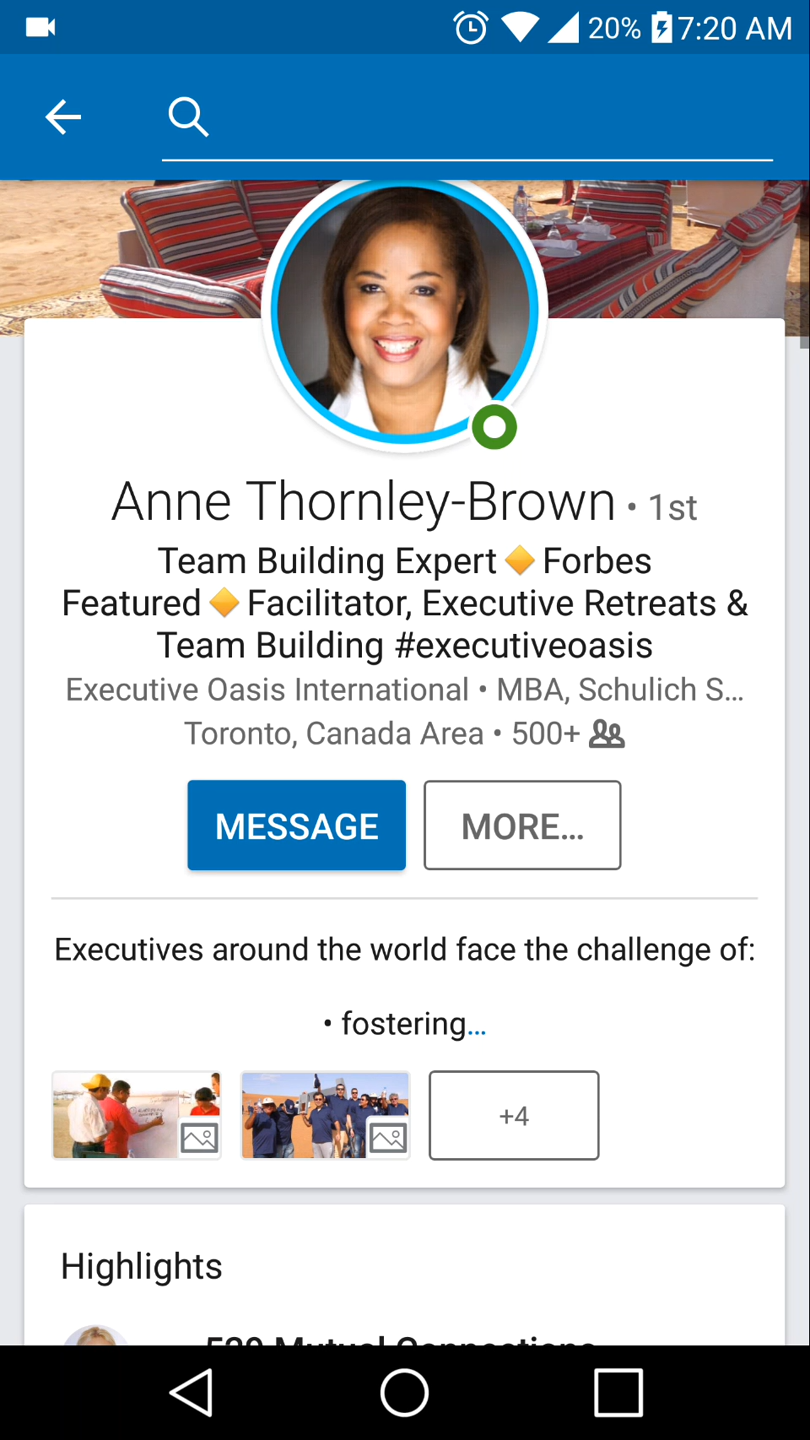 20% 7:20 AM
Anne Thornley-Brown • 1st
Team Building Expert 🔶 Forbes
Featured 🔶 Facilitator, Executive Retreats &
Team Building #executiveoasis
Executive Oasis International • MBA, Schulich S...
Toronto, Canada Area • 500+
MESSAGE
MORE...
Executives around the world face the challenge of:
• fostering...
+4
Highlights
Mutual Connections